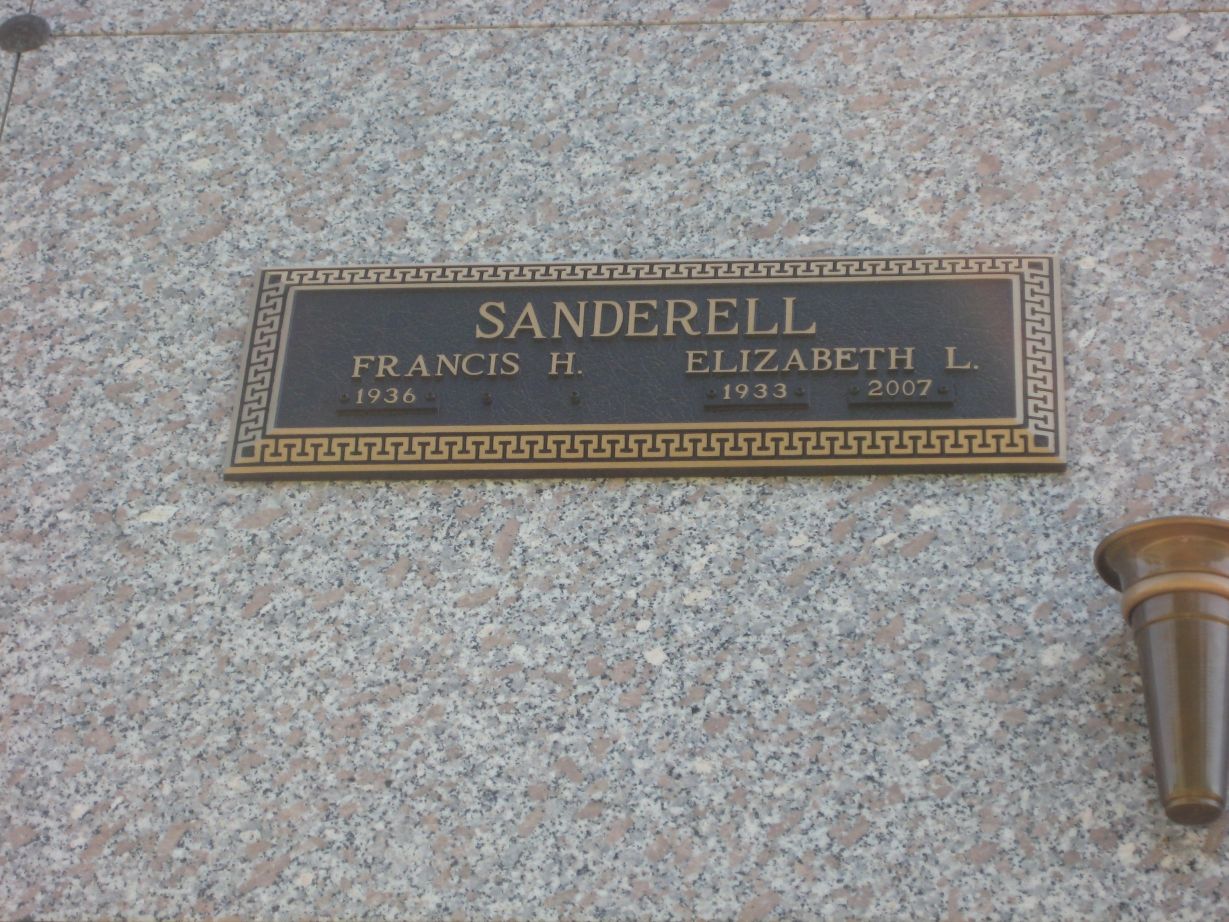 SANDERELL
FRANCIS H. ELIZABETH L.
1936 1933 2007